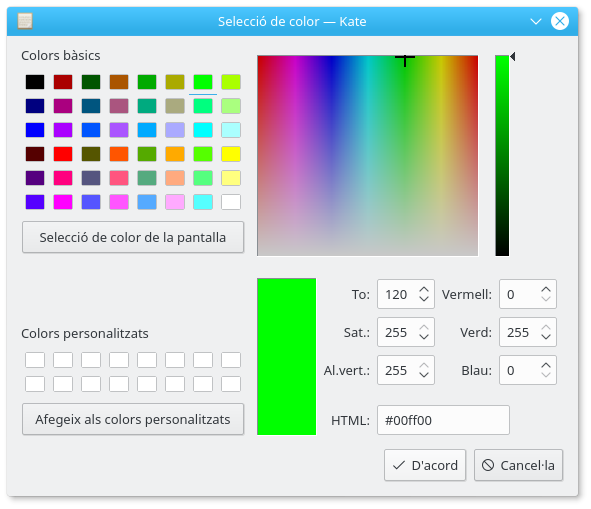 Selecció de color — Kate
Colors bàsics
Selecció de color de la pantalla
Colors personalitzats
Afegeix als colors personalitzats
To: 120 Vermell: 0
Sat.: 255 Verd: 255
Al.vert.: 255 Blau: 0
HTML: #00ff00
D'acord Cancel·la